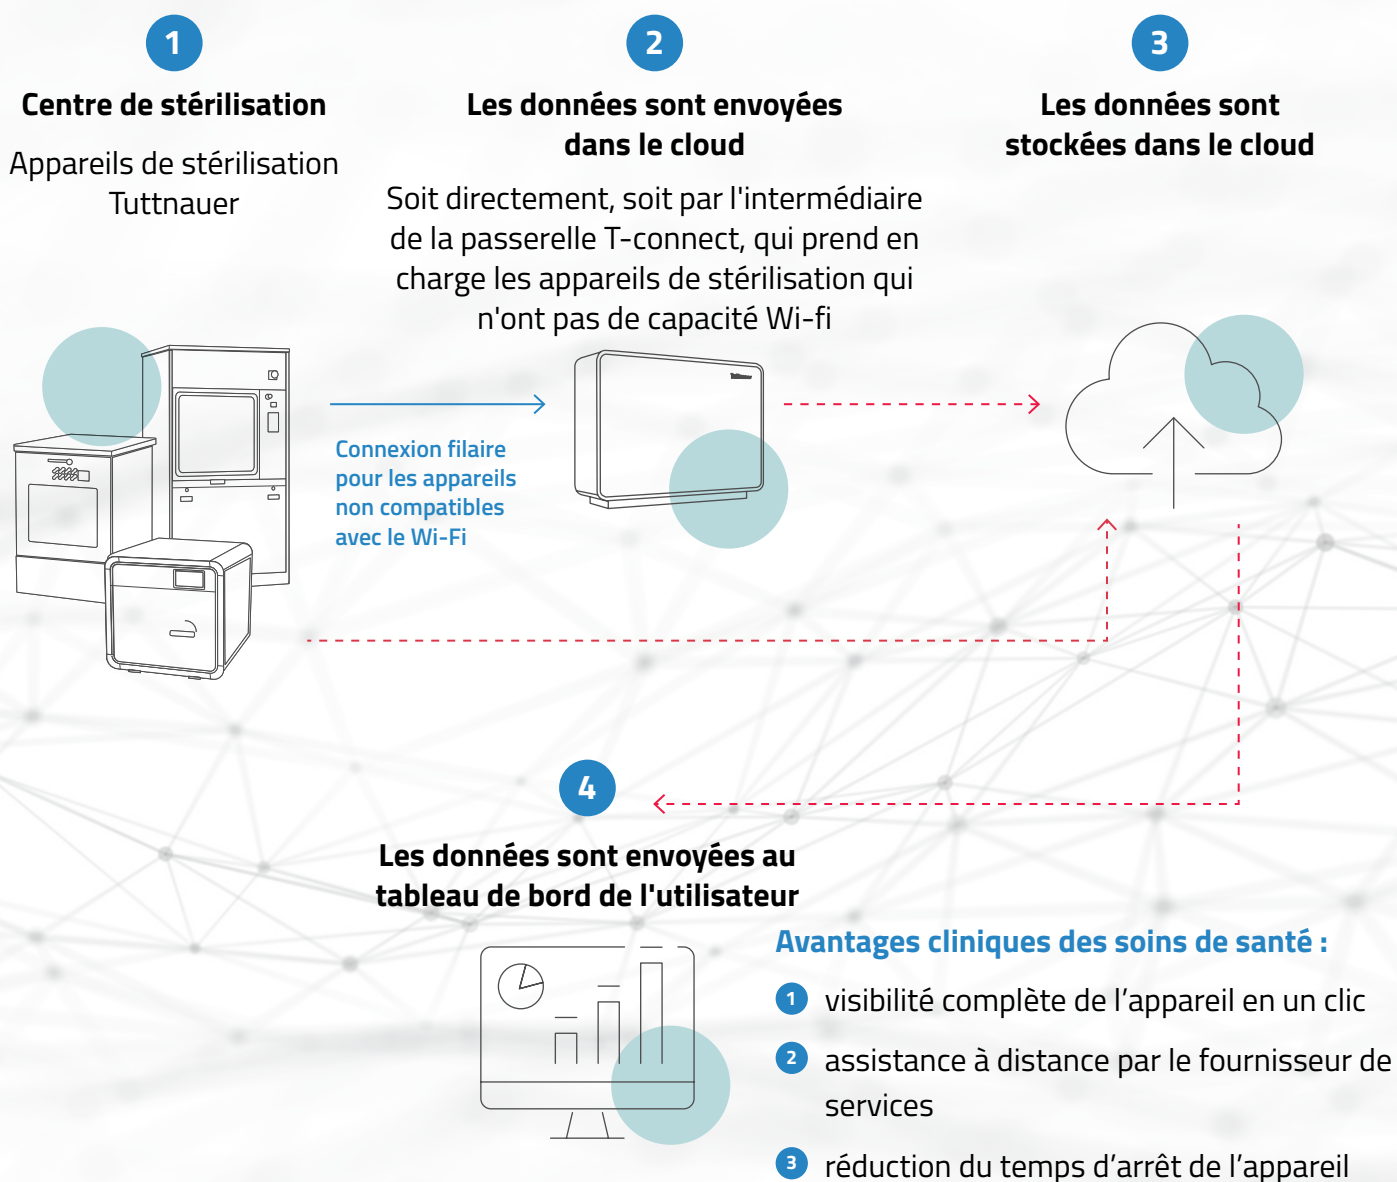 1
Centre de stérilisation
Appareils de stérilisation
Tuttnauer
2
Les données sont envoyées
dans le cloud
Soit directement, soit par l'intermédiaire
de la passerelle T-connect, qui prend en
charge les appareils de stérilisation qui
n'ont pas de capacité Wi-fi
3
Les données sont
stockées dans le cloud
Connexion filaire
pour les appareils
non compatibles
avec le Wi-Fi
4
Les données sont envoyées au
tableau de bord de l'utilisateur
Avantages cliniques des soins de santé :
1 visibilité complète de l’appareil en un clic
2 assistance à distance par le fournisseur de
services
3 réduction du temps d’arrêt de l’appareil